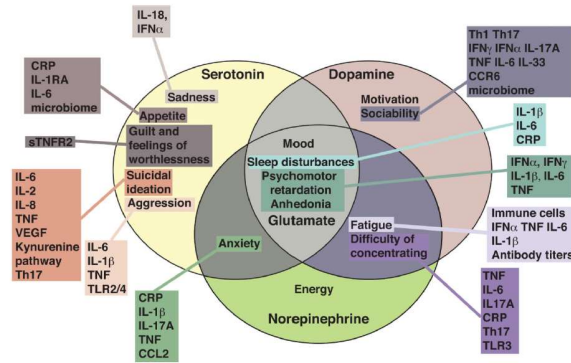 IL-18,
IFNα
Serotonin
Dopamine
Th1 Th17
IFNγ IFNα IL-17A
TNF IL-6 IL-33
CCR6
microbiome
CRP
IL-1RA
IL-6
microbiome
Sadness
Appetite
Motivation
Sociability
sTNFR2
Guilt and
feelings of
worthlessness
Mood
Sleep disturbances
Psychomotor
retardation
Anhedonia
Glutamate
IL-1β
IL-6
CRP
IFNα, IFNγ
IL-1β, IL-6
TNF
IL-6
IL-2
IL-8
TNF
VEGF
Kynurenine
pathway
Th17
Suicidal
ideation
Aggression
IL-6
IL-1β
TNF
TLR2/4
Anxiety
Fatigue
Difficulty of
concentrating
Immune cells
IFNα TNF IL-6
IL-1β
Antibody titers
CRP
IL-1β
IL-17A
TNF
CCL2
Energy
Norepinephrine
TNF
IL-6
IL17A
CRP
Th17
TLR3